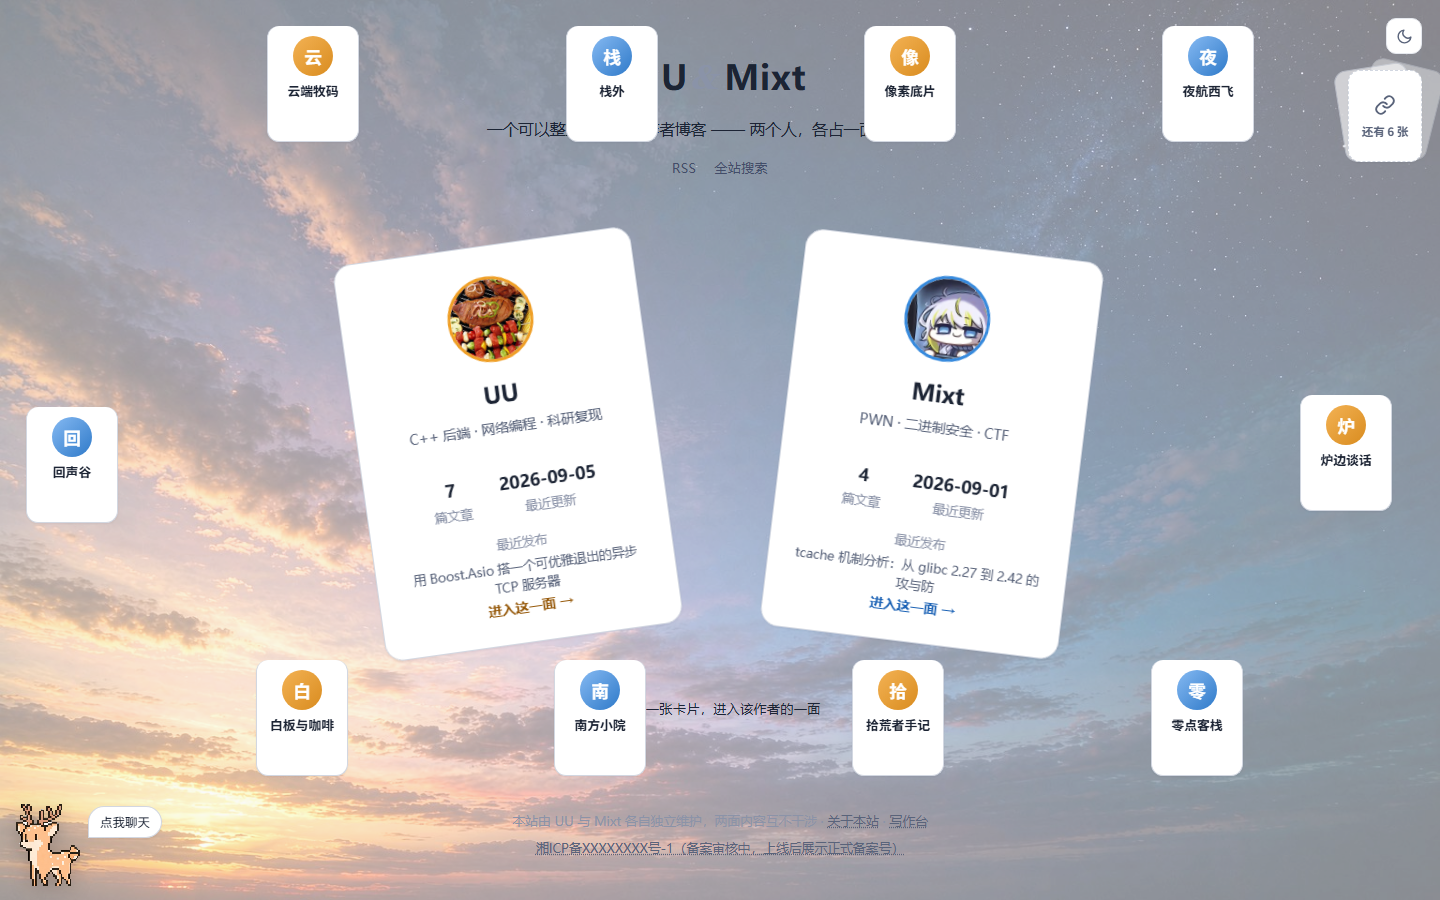 云
云端牧码
栈
栈外
像
像素底片
夜
夜航西飞
U Mixt
一个可以整
者博客 —— 两个人，各占一
RSS 全站搜索
还有 6 张
UU
C++ 后端 · 网络编程 · 科研复现
7
篇文章
2026-09-05
最近更新
最近发布
用 Boost.Asio 搭一个可优雅退出的异步
TCP 服务器
进入这一面 →
Mixt
PWN · 二进制安全 · CTF
4
篇文章
2026-09-01
最近更新
最近发布
tcache 机制分析：从 glibc 2.27 到 2.42 的
攻与防
进入这一面 →
回
回声谷
炉
炉边谈话
白
白板与咖啡
南
南方小院
一张卡片，进入该作者的一面
拾
拾荒者手记
零
零点客栈
点我聊天
本站由 UU 与 Mixt 各自独立维护，两面内容互不干涉 · 关于本站 写作台
湘ICP备XXXXXXXX号-1（备案审核中，上线后展示正式备案号）